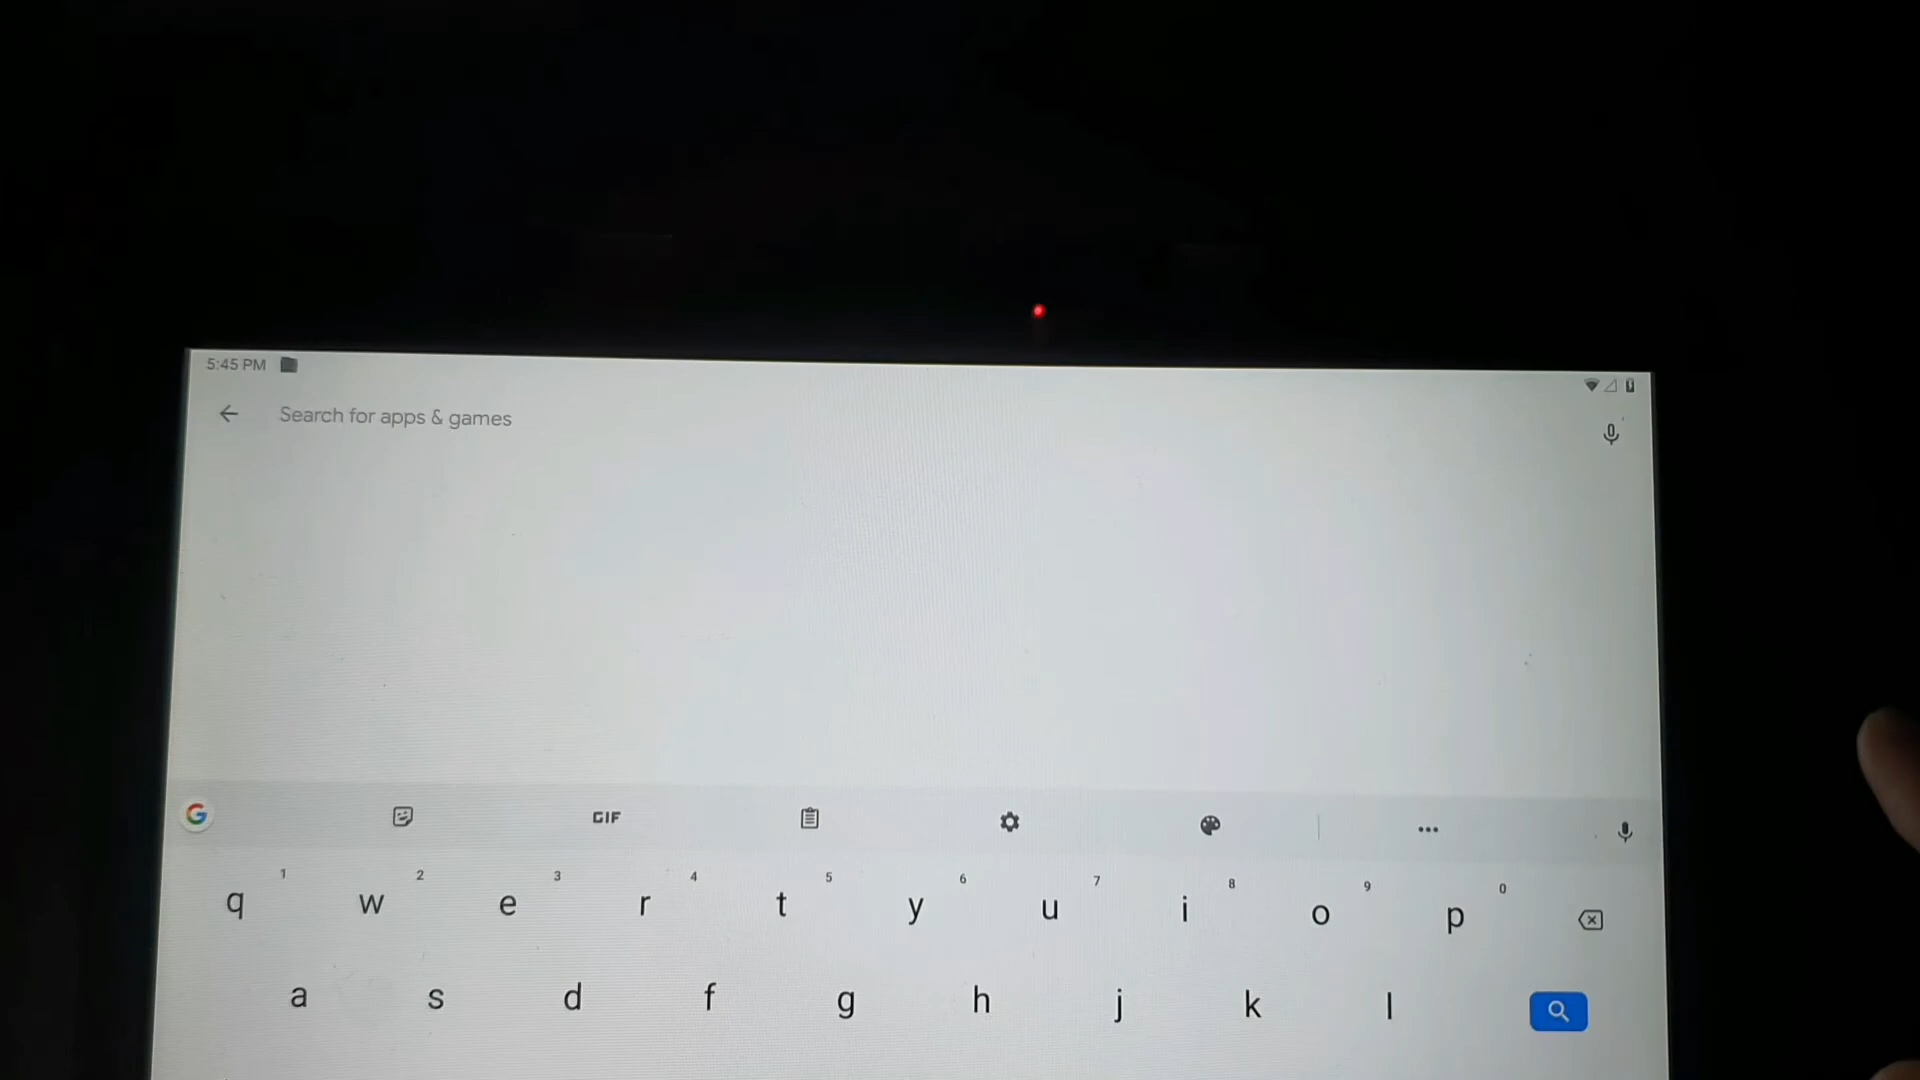 5:45 PM
Search for apps & games
G GIF
1 2 3 4 5 6 7 8 9 0
q w e r t y u i o p
a s d f g h j k l